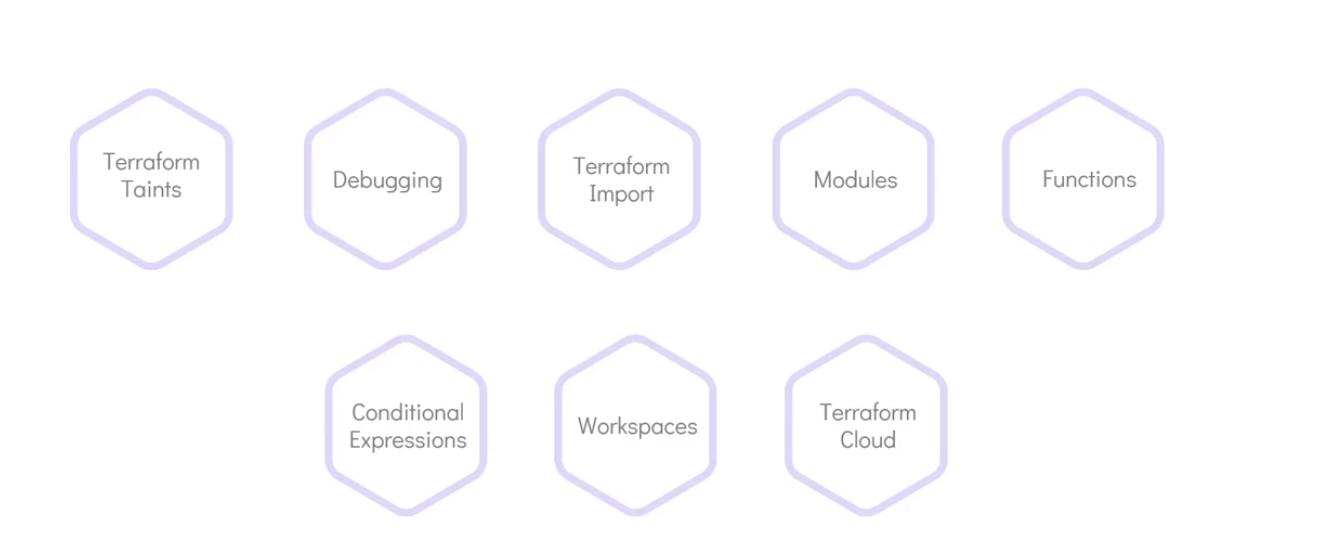 Terraform
Taints
Debugging
Terraform
Import
Modules
Functions
Conditional
Expressions
Workspaces
Terraform
Cloud